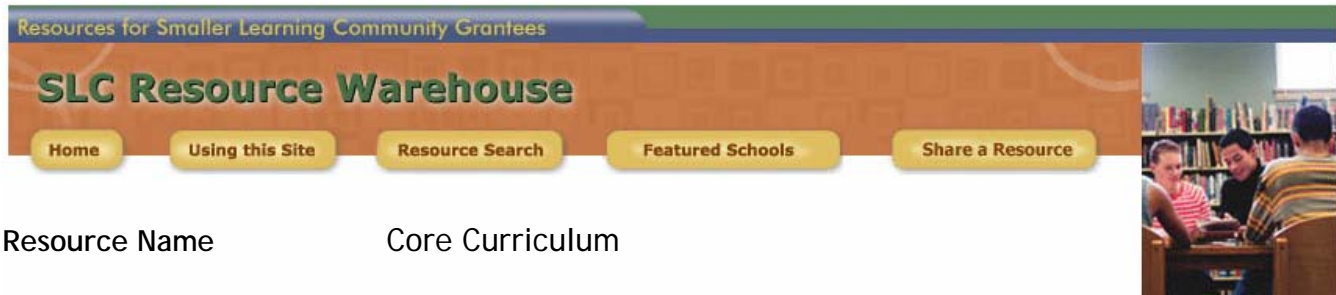 Resources for Smaller Learning Community Grantees
SLC Resource Warehouse
Home Using this Site Resource Search Featured Schools Share a Resource
Resource Name Core Curriculum